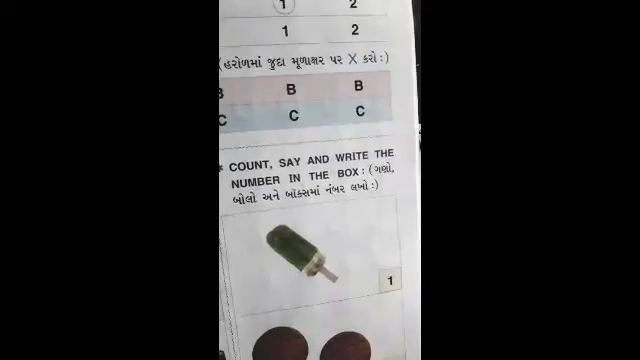 1 2
1 2
(હરોળમાં જુદા મૂળાક્ષર પર X કરો :)
B B B
C C C
* COUNT, SAY AND WRITE THE
NUMBER IN THE BOX : (ગણો,
બોલો અને બૉક્સમાં નંબર લખો :)
1